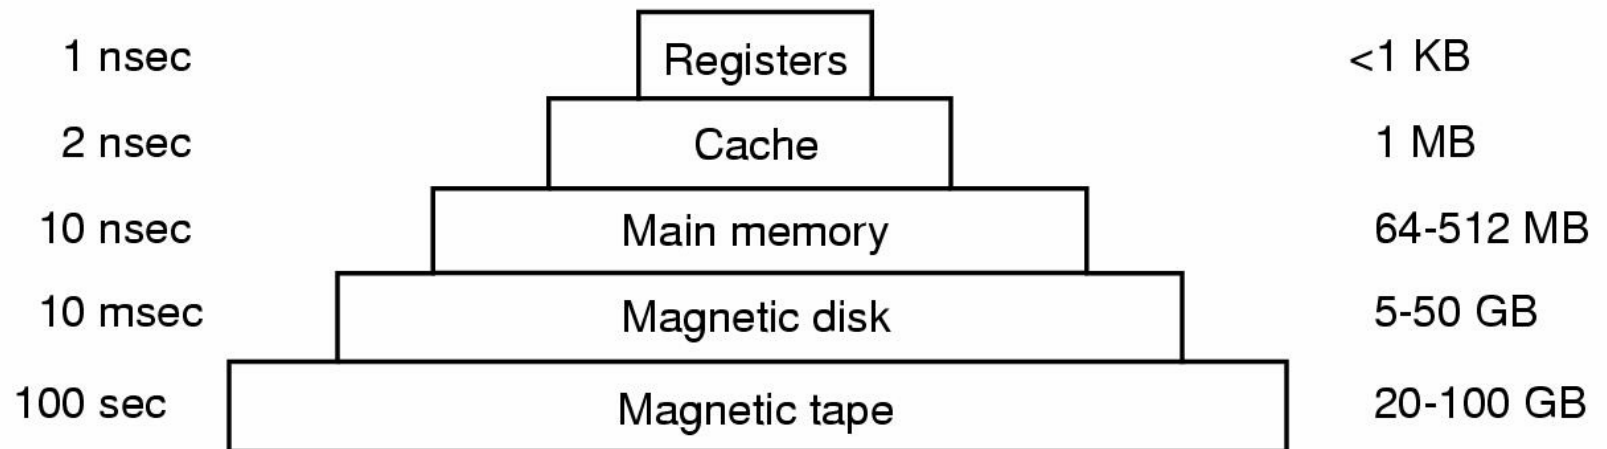 1 nsec Registers <1 KB
2 nsec Cache 1 MB
10 nsec Main memory 64-512 MB
10 msec Magnetic disk 5-50 GB
100 sec Magnetic tape 20-100 GB